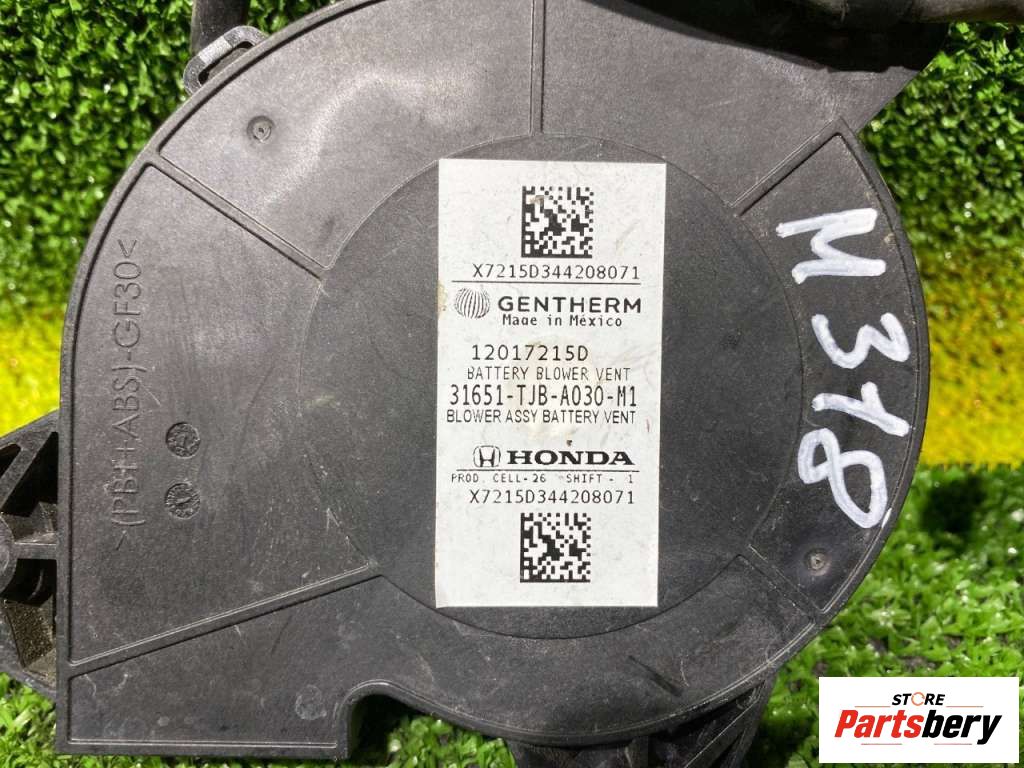 >(PBT+ABS)-GF30<
X7215D344208071
GENTHERM
Made in México
12017215D
BATTERY BLOWER VENT
31651-TJB-A030-M1
BLOWER ASSY BATTERY VENT
HONDA
PROD. CELL-26 SHIFT - 1
X7215D344208071
M318
STORE
Partsbery